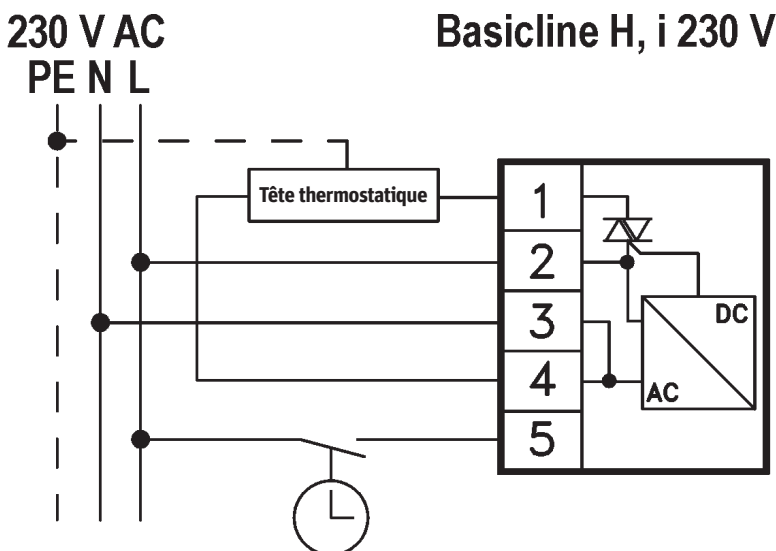 230 V AC
Basicline H, i 230 V
PE N L
Tête thermostatique
1
2
3
4
5
DC
AC